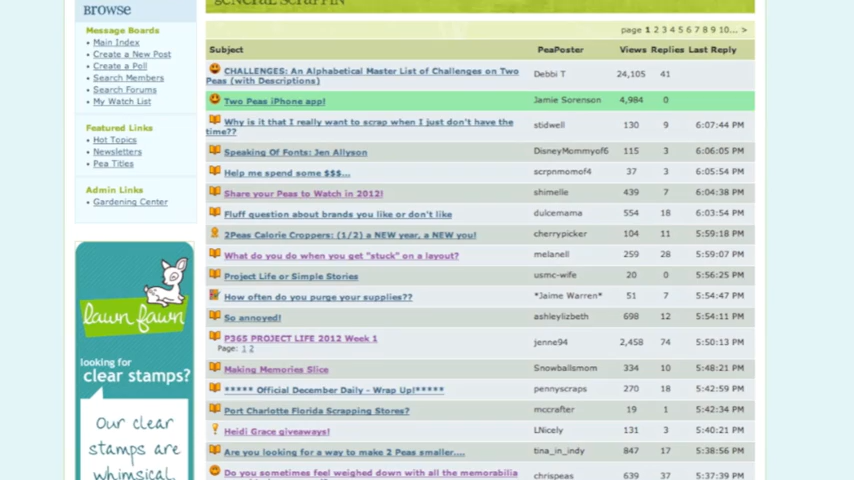 BROWSE
GENERAL SCRAPPIN'
Message Boards
• Main Index
• Create a New Post
• Create a Poll
• Search Members
• Search Forums
• My Watch List
Featured Links
• Hot Topics
• Newsletters
• Pea Titles
Admin Links
• Gardening Center
lawn fawn
looking for
clear stamps?
Our clear
stamps are
whimsical,
page 1 2 3 4 5 6 7 8 9 10... >
Subject PeaPoster Views Replies Last Reply
CHALLENGES: An Alphabetical Master List of Challenges on Two
Peas (with Descriptions) Debbi T 24,105 41
Two Peas iPhone app! Jamie Sorenson 4,984 0
Why is it that I really want to scrap when I just don't have the
time?? stidwell 130 9 6:07:44 PM
Speaking Of Fonts: Jen Allyson DisneyMommyof6 115 3 6:06:05 PM
Help me spend some $$$... scrpnmomof4 37 3 6:05:54 PM
Share your Peas to Watch in 2012! shimelle 439 7 6:04:38 PM
Fluff question about brands you like or don't like dulcemama 554 18 6:03:54 PM
2Peas Calorie Croppers: (1/2) a NEW year, a NEW you! cherrypicker 104 11 5:59:18 PM
What do you do when you get "stuck" on a layout? melanell 259 28 5:59:07 PM
Project Life or Simple Stories usmc-wife 20 0 5:56:25 PM
How often do you purge your supplies?? *Jaime Warren* 51 7 5:54:47 PM
So annoyed! ashleylizbeth 698 12 5:54:11 PM
P365 PROJECT LIFE 2012 Week 1
Page: 1 2 jenne94 2,458 74 5:50:13 PM
Making Memories Slice Snowballsmom 334 10 5:48:21 PM
***** Official December Daily - Wrap Up!***** pennyscraps 270 18 5:42:59 PM
Port Charlotte Florida Scrapping Stores? mccrafter 19 1 5:42:34 PM
Heidi Grace giveaways! LNicely 131 3 5:40:21 PM
Are you looking for a way to make 2 Peas smaller.... tina_in_indy 847 17 5:38:56 PM
Do you sometimes feel weighed down with all the memorabilia
chrispeas 639 37 5:37:39 PM